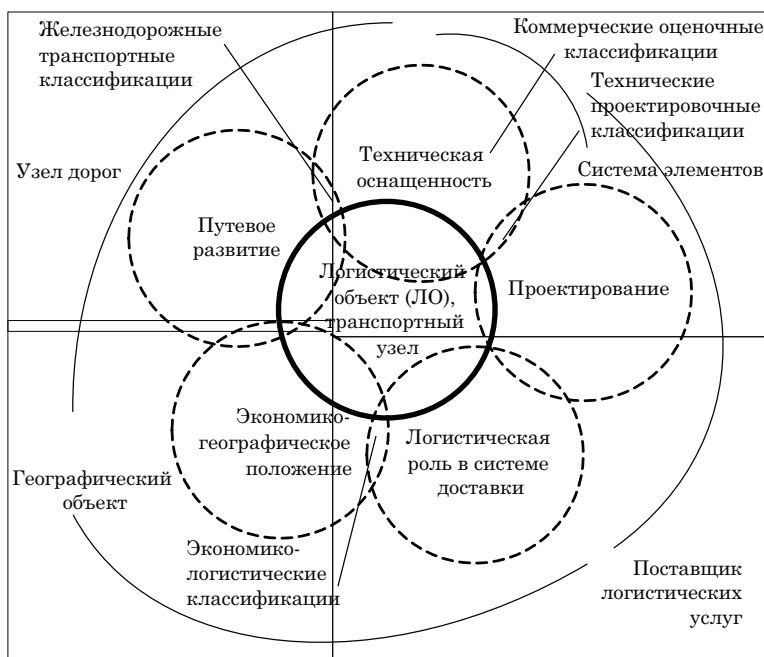 Железнодорожные
транспортные
классификации
Коммерческие оценочные
классификации
Технические
проектировочные
классификации
Узел дорог
Техническая
оснащенность
Система элементов
Путевое
развитие
Логистический
объект (ЛО),
транспортный
узел
Проектирование
Экономико-
географическое
положение
Логистическая
роль в системе
доставки
Географический
объект
Экономико-
логистические
классификации
Поставщик
логистических
услуг